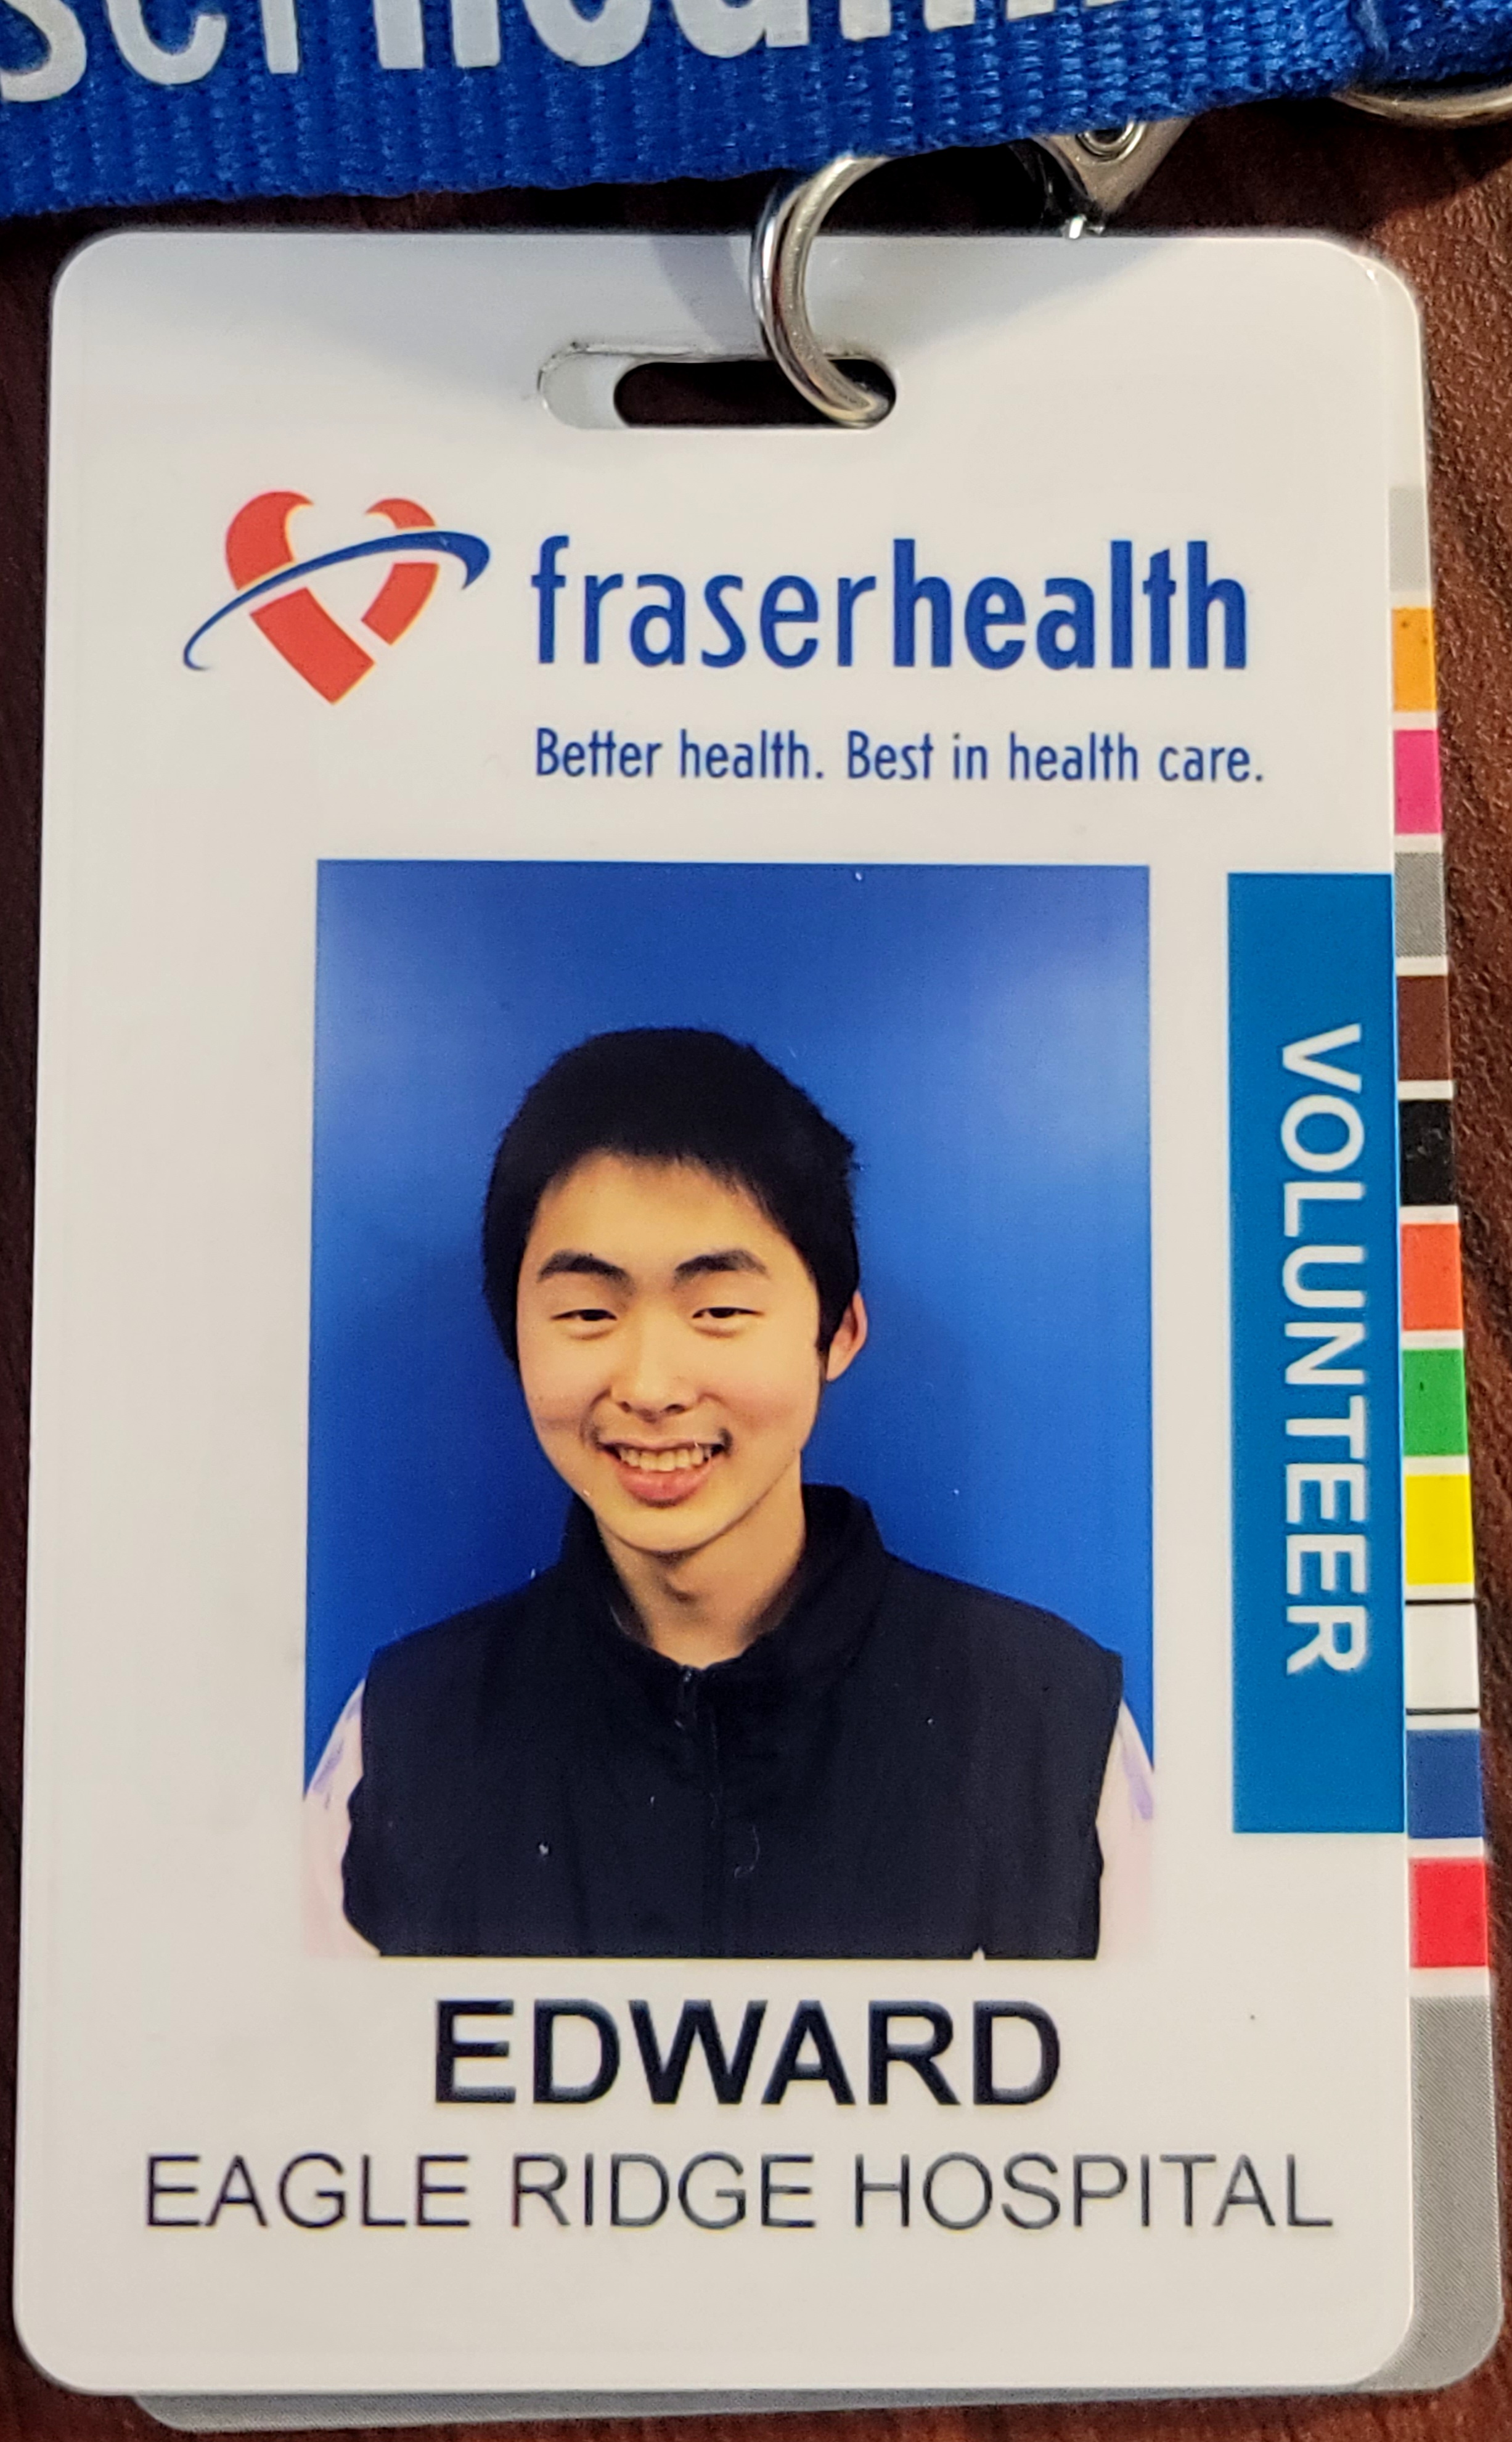 fraserhealth
Better health. Best in health care.
VOLUNTEER
EDWARD
EAGLE RIDGE HOSPITAL